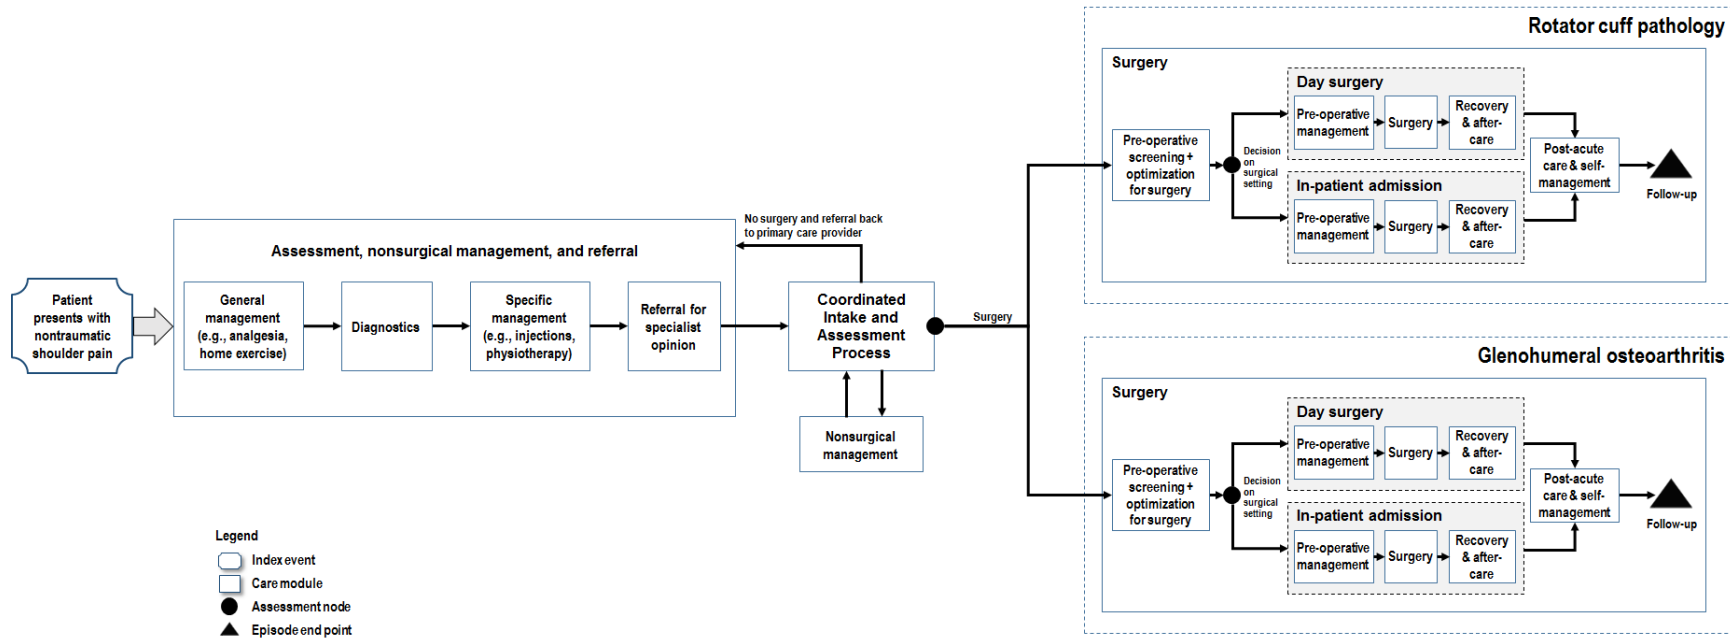 Patient
presents with
nontraumatic
shoulder pain
Assessment, nonsurgical management, and referral
General
management
(e.g., analgesia,
home exercise)
Diagnostics
Specific
management
(e.g., injections,
physiotherapy)
Referral for
specialist
opinion
No surgery and referral back
to primary care provider
Coordinated
Intake and
Assessment
Process
Nonsurgical
management
Surgery
Rotator cuff pathology
Surgery
Pre-operative
screening +
optimization
for surgery
Decision
on
surgical
setting
Day surgery
Pre-operative
management
Surgery
Recovery
& after-
care
In-patient admission
Pre-operative
management
Surgery
Recovery
& after-
care
Post-acute
care & self-
management
Follow-up
Glenohumeral osteoarthritis
Surgery
Pre-operative
screening +
optimization
for surgery
Decision
on
surgical
setting
Day surgery
Pre-operative
management
Surgery
Recovery
& after-
care
In-patient admission
Pre-operative
management
Surgery
Recovery
& after-
care
Post-acute
care & self-
management
Follow-up
Legend
Index event
Care module
Assessment node
Episode end point